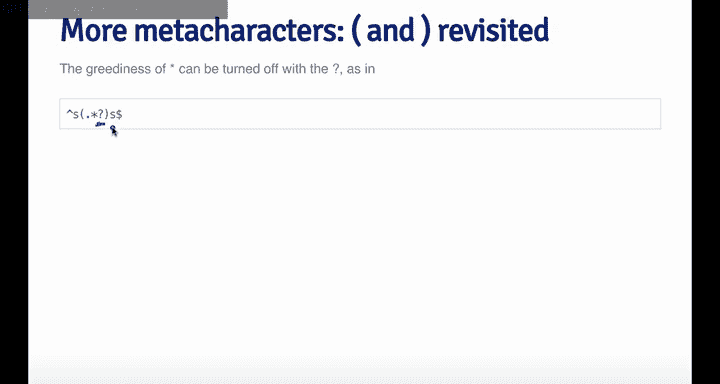 More metacharacters: ( and ) revisited
The greediness of * can be turned off with the ?, as in
^s(.*?)s$